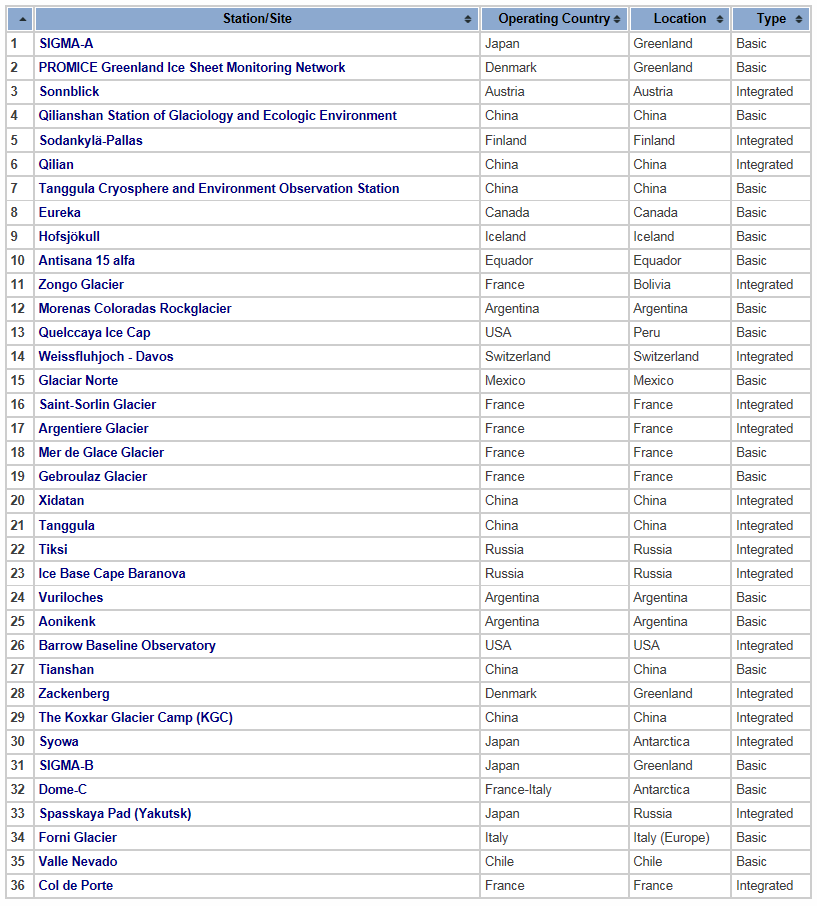 Station/Site Operating Country Location Type
1 SIGMA-A Japan Greenland Basic
2 PROMICE Greenland Ice Sheet Monitoring Network Denmark Greenland Basic
3 Sonnblick Austria Austria Integrated
4 Qilianshan Station of Glaciology and Ecologic Environment China China Basic
5 Sodankylä-Pallas Finland Finland Integrated
6 Qilian China China Integrated
7 Tanggula Cryosphere and Environment Observation Station China China Basic
8 Eureka Canada Canada Basic
9 Hofsjökull Iceland Iceland Basic
10 Antisana 15 alfa Equador Equador Basic
11 Zongo Glacier France Bolivia Integrated
12 Morenas Coloradas Rockglacier Argentina Argentina Basic
13 Quelccaya Ice Cap USA Peru Basic
14 Weissfluhjoch - Davos Switzerland Switzerland Integrated
15 Glaciar Norte Mexico Mexico Basic
16 Saint-Sorlin Glacier France France Integrated
17 Argentiere Glacier France France Integrated
18 Mer de Glace Glacier France France Basic
19 Gebroulaz Glacier France France Basic
20 Xidatan China China Integrated
21 Tanggula China China Integrated
22 Tiksi Russia Russia Integrated
23 Ice Base Cape Baranova Russia Russia Integrated
24 Vuriloches Argentina Argentina Basic
25 Aonikenk Argentina Argentina Basic
26 Barrow Baseline Observatory USA USA Integrated
27 Tianshan China China Basic
28 Zackenberg Denmark Greenland Integrated
29 The Koxkar Glacier Camp (KGC) China China Integrated
30 Syowa Japan Antarctica Integrated
31 SIGMA-B Japan Greenland Basic
32 Dome-C France-Italy Antarctica Basic
33 Spasskaya Pad (Yakutsk) Japan Russia Integrated
34 Forni Glacier Italy Italy (Europe) Basic
35 Valle Nevado Chile Chile Basic
36 Col de Porte France France Integrated